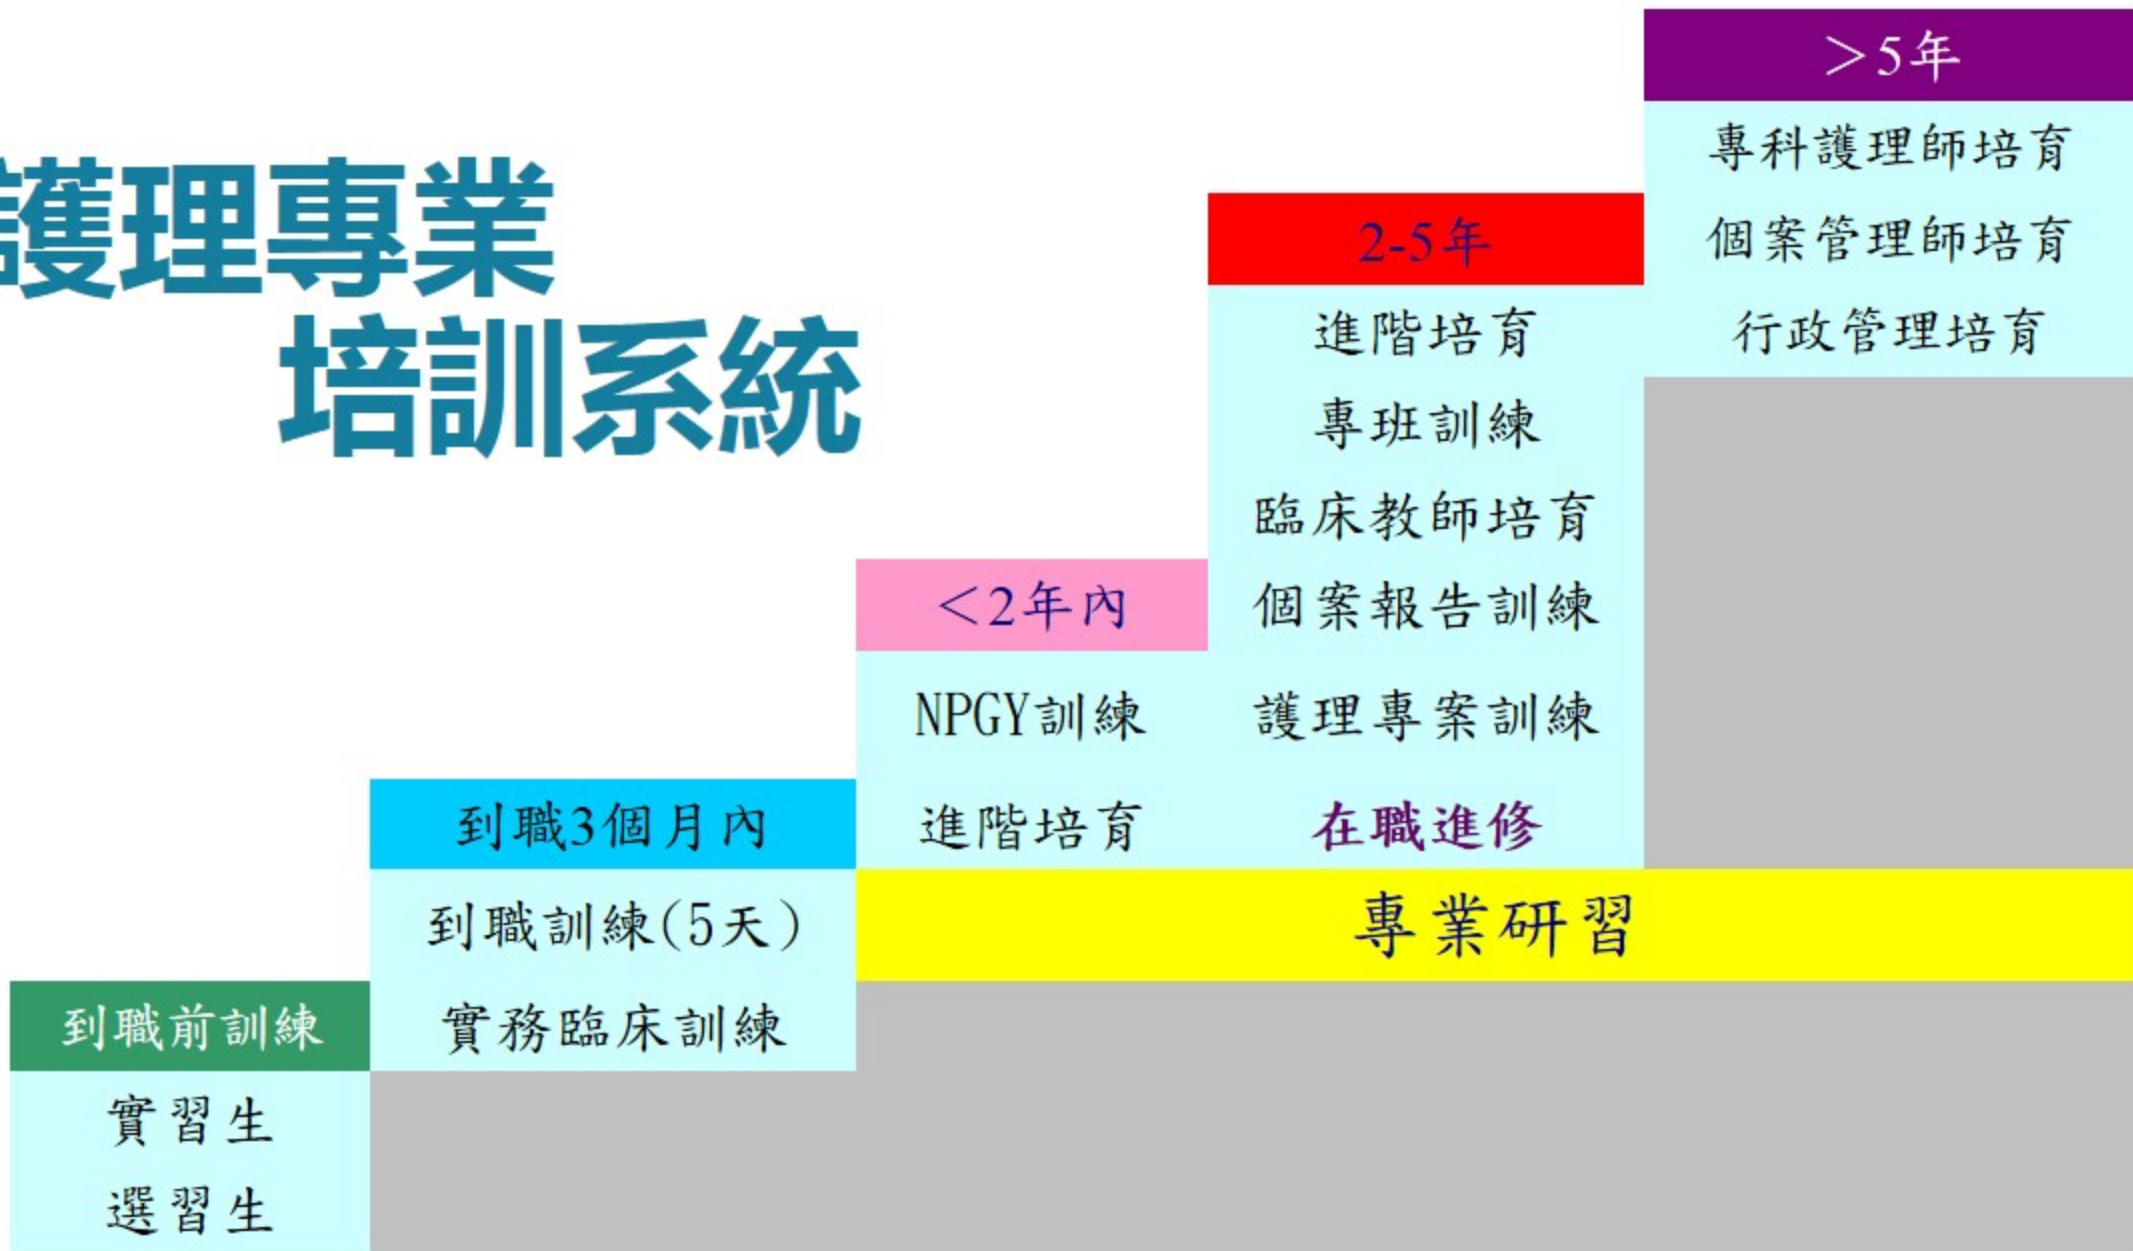 護理專業
培訓系統
到職前訓練
實習生
選習生
到職3個月內
到職訓練(5天)
實務臨床訓練
<2年內
NPGY訓練
進階培育
2-5年
進階培育
專班訓練
臨床教師培育
個案報告訓練
護理專案訓練
在職進修
>5年
專科護理師培育
個案管理師培育
行政管理培育
專業研習